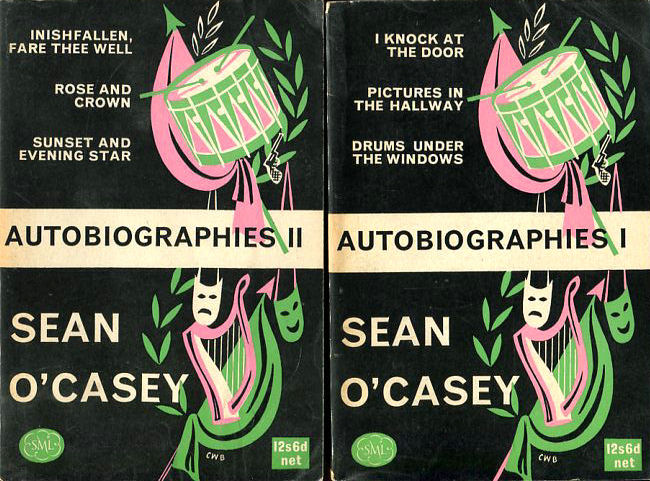 INISHFALLEN,
FARE THEE WELL
ROSE AND
CROWN
SUNSET AND
EVENING STAR
AUTOBIOGRAPHIES II
SEAN
O'CASEY
SML
CWB
12s6d
net
I KNOCK AT
THE DOOR
PICTURES IN
THE HALLWAY
DRUMS UNDER
THE WINDOWS
AUTOBIOGRAPHIES I
SEAN
O'CASEY
SML
CWB
12s6d
net